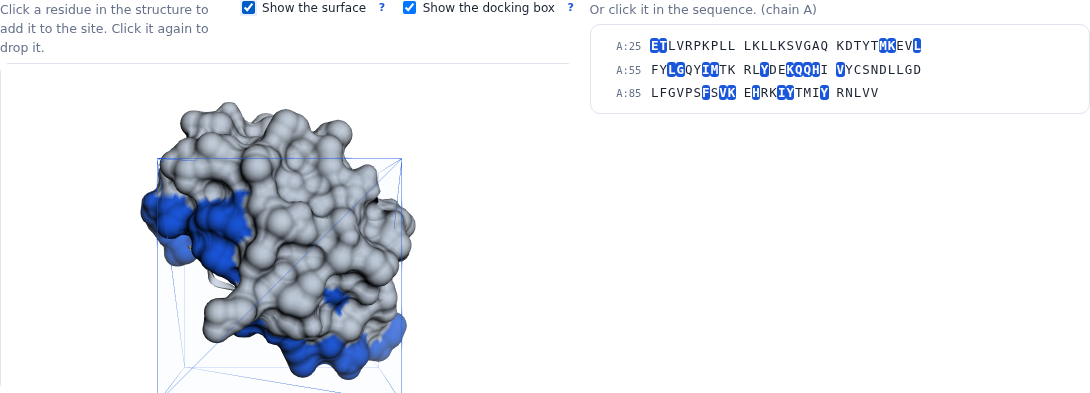 Click a residue in the structure to
add it to the site. Click it again to
drop it.
Show the surface ?
Show the docking box ?
Or click it in the sequence. (chain A)
A:25 ETLVRPKPLL LKLLKSVGAQ KDTYTMKEVL
A:55 FYLGQYIMTK RLYDEKQQHI VYCSNDLLGD
A:85 LFGVPSFSVK EHRKIYTMIY RNLVV